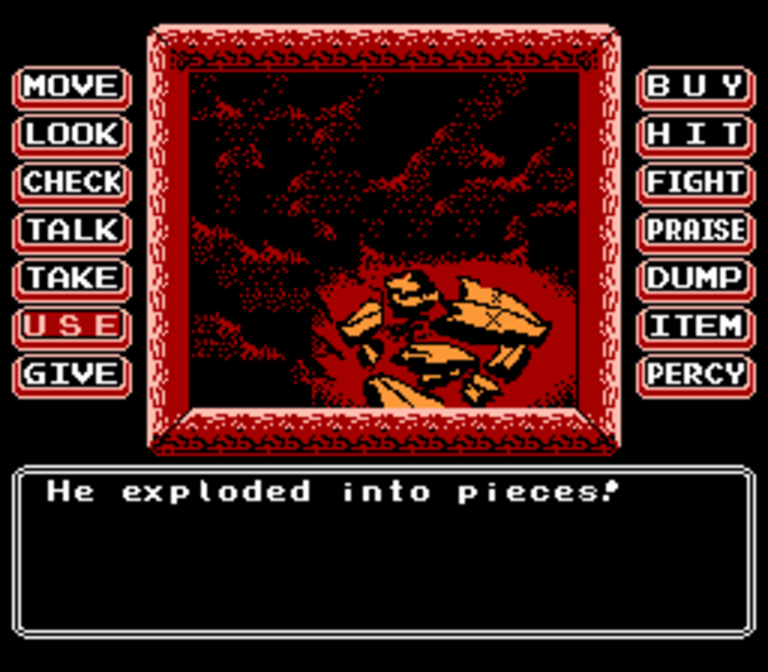 MOVE
LOOK
CHECK
TALK
TAKE
USE
GIVE
BUY
HIT
FIGHT
PRAISE
DUMP
ITEM
PERCY
He exploded into pieces!